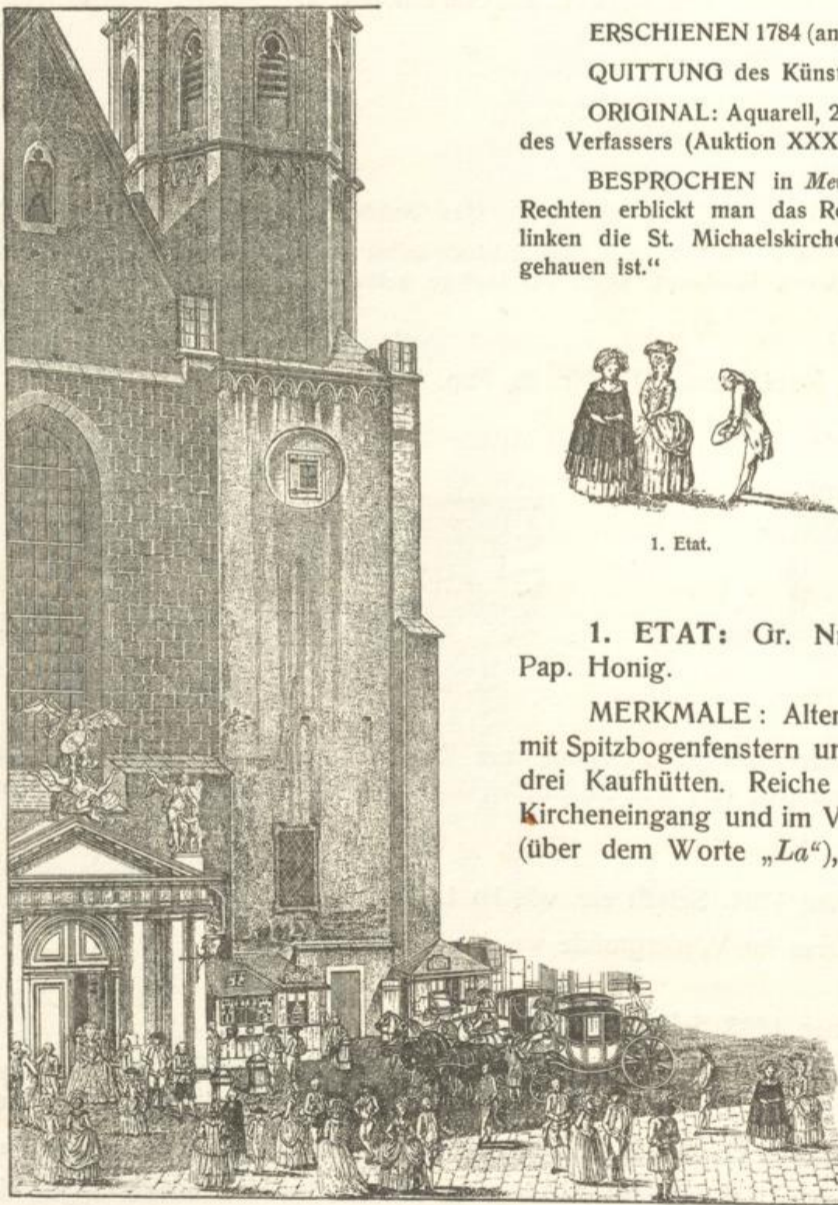 ERSCHIENEN 1784 (an
QUITTUNG des Künst
ORIGINAL: Aquarell, 2
des Verfassers (Auktion XXX
BESPROCHEN in Me
Rechten erblickt man das Re
linken die St. Michaelskirche
gehauen ist.“
1. Etat.
1. ETAT: Gr. N
Pap. Honig.
MERKMALE: Alter
mit Spitzbogenfenstern un
drei Kaufhütten. Reiche
Kircheneingang und im V
(über dem Worte „La“),